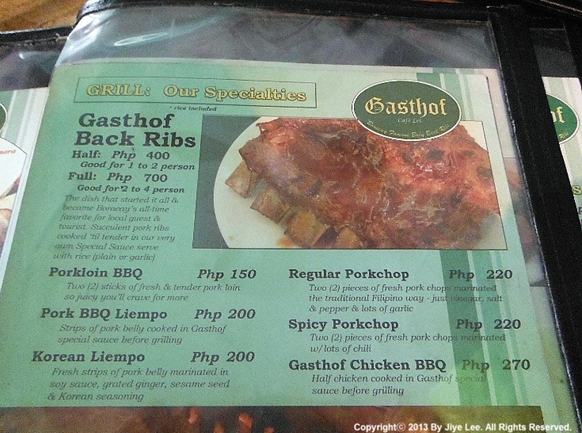 GRILL: Our Specialties
* rice included
Gasthof
Café Loi
Boracay Famous Baby Back Ribs
Gasthof
Back Ribs
Half: Php 400
Good for 1 to 2 person
Full: Php 700
Good for 2 to 4 person
The dish that started it all &
became Boracay's all-time
favorite for local guest &
tourist. Succulent pork ribs
cooked 'til tender in our very
own Special Sauce serve
with rice (plain or garlic)
Porkloin BBQ Php 150
Two (2) sticks of fresh & tender pork loin
so juicy you'll crave for more
Pork BBQ Liempo Php 200
Strips of pork belly cooked in Gasthof
special sauce before grilling
Korean Liempo Php 200
Fresh strips of pork belly marinated in
soy sauce, grated ginger, sesame seed
& Korean seasoning
Regular Porkchop Php 220
Two (2) pieces of fresh pork chops marinated
the traditional Filipino way - just vinegar, salt
& pepper & lots of garlic
Spicy Porkchop Php 220
Two (2) pieces of fresh pork chops marinated
w/lots of chili
Gasthof Chicken BBQ Php 270
Half chicken cooked in Gasthof special
sauce before grilling
Copyright© 2013 By Jiye Lee. All Rights Reserved.